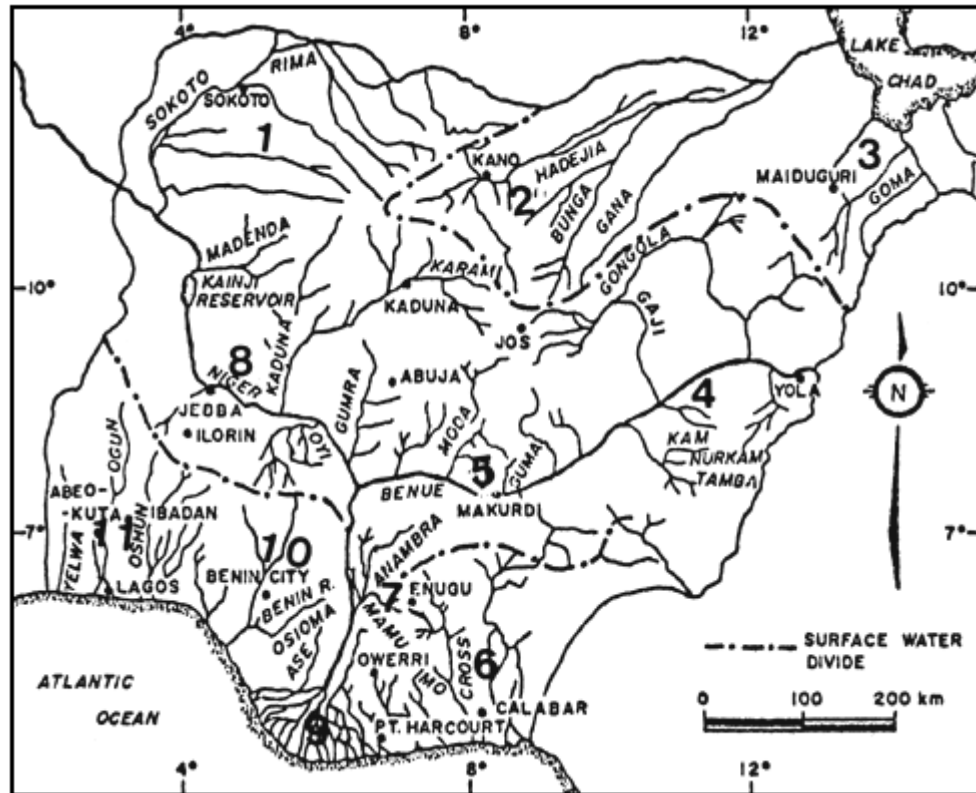 4°
8°
12°
LAKE
CHAD
RIMA
SOKOTO
SOKOTO
1
KANO
HADEJIA
2
BUNGA
GANA
3
MAIDUGURI
GOMA
MADENDA
KAINJI
RESERVOIR
10°
KARAMI
KADUNA
GONGOLA
10°
JOS
GAJI
8
NIGER
KADUNA
GUMRA
ABUJA
4
YOLA
N
JEBBA
ILORIN
OYI
MODA
GUMA
KAM
NURKAM
TAMBA
5
BENUE
MAKURDI
OGUN
ABEO-
KUTA
IBADAN
7°
7°
YELWA
11
OSHUN
10
ANAMBRA
LAGOS
BENIN CITY
BENIN R.
OSIOMA
ASE
7
ENUGU
MAMU
OWERRI
IMO
CROSS
6
SURFACE WATER
DIVIDE
ATLANTIC
OCEAN
9
PT. HARCOURT
CALABAR
0 100 200 km
4°
8°
12°